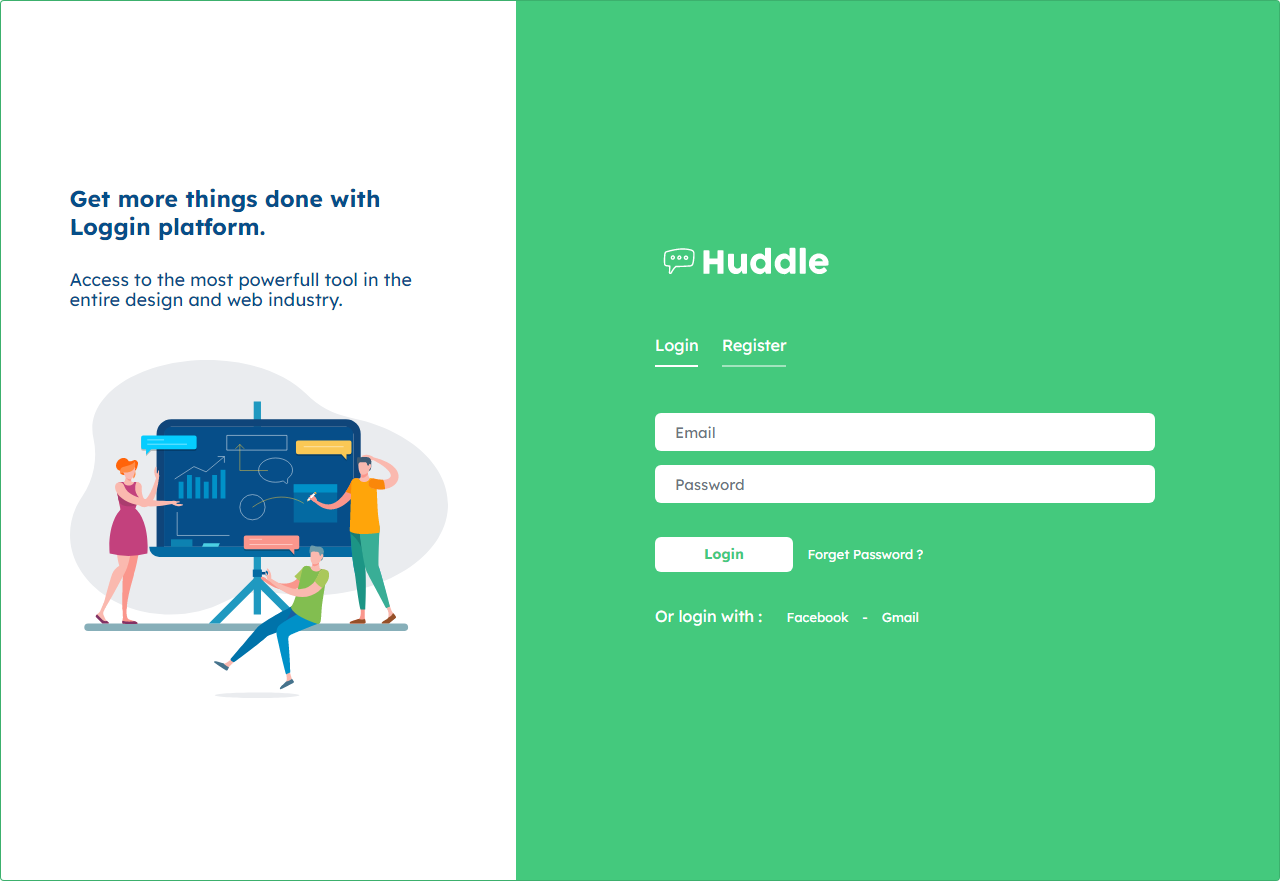 Get more things done with
Loggin platform.
Access to the most powerfull tool in the
entire design and web industry.
Huddle
Login Register
Email
Password
Login Forget Password ?
Or login with : Facebook - Gmail